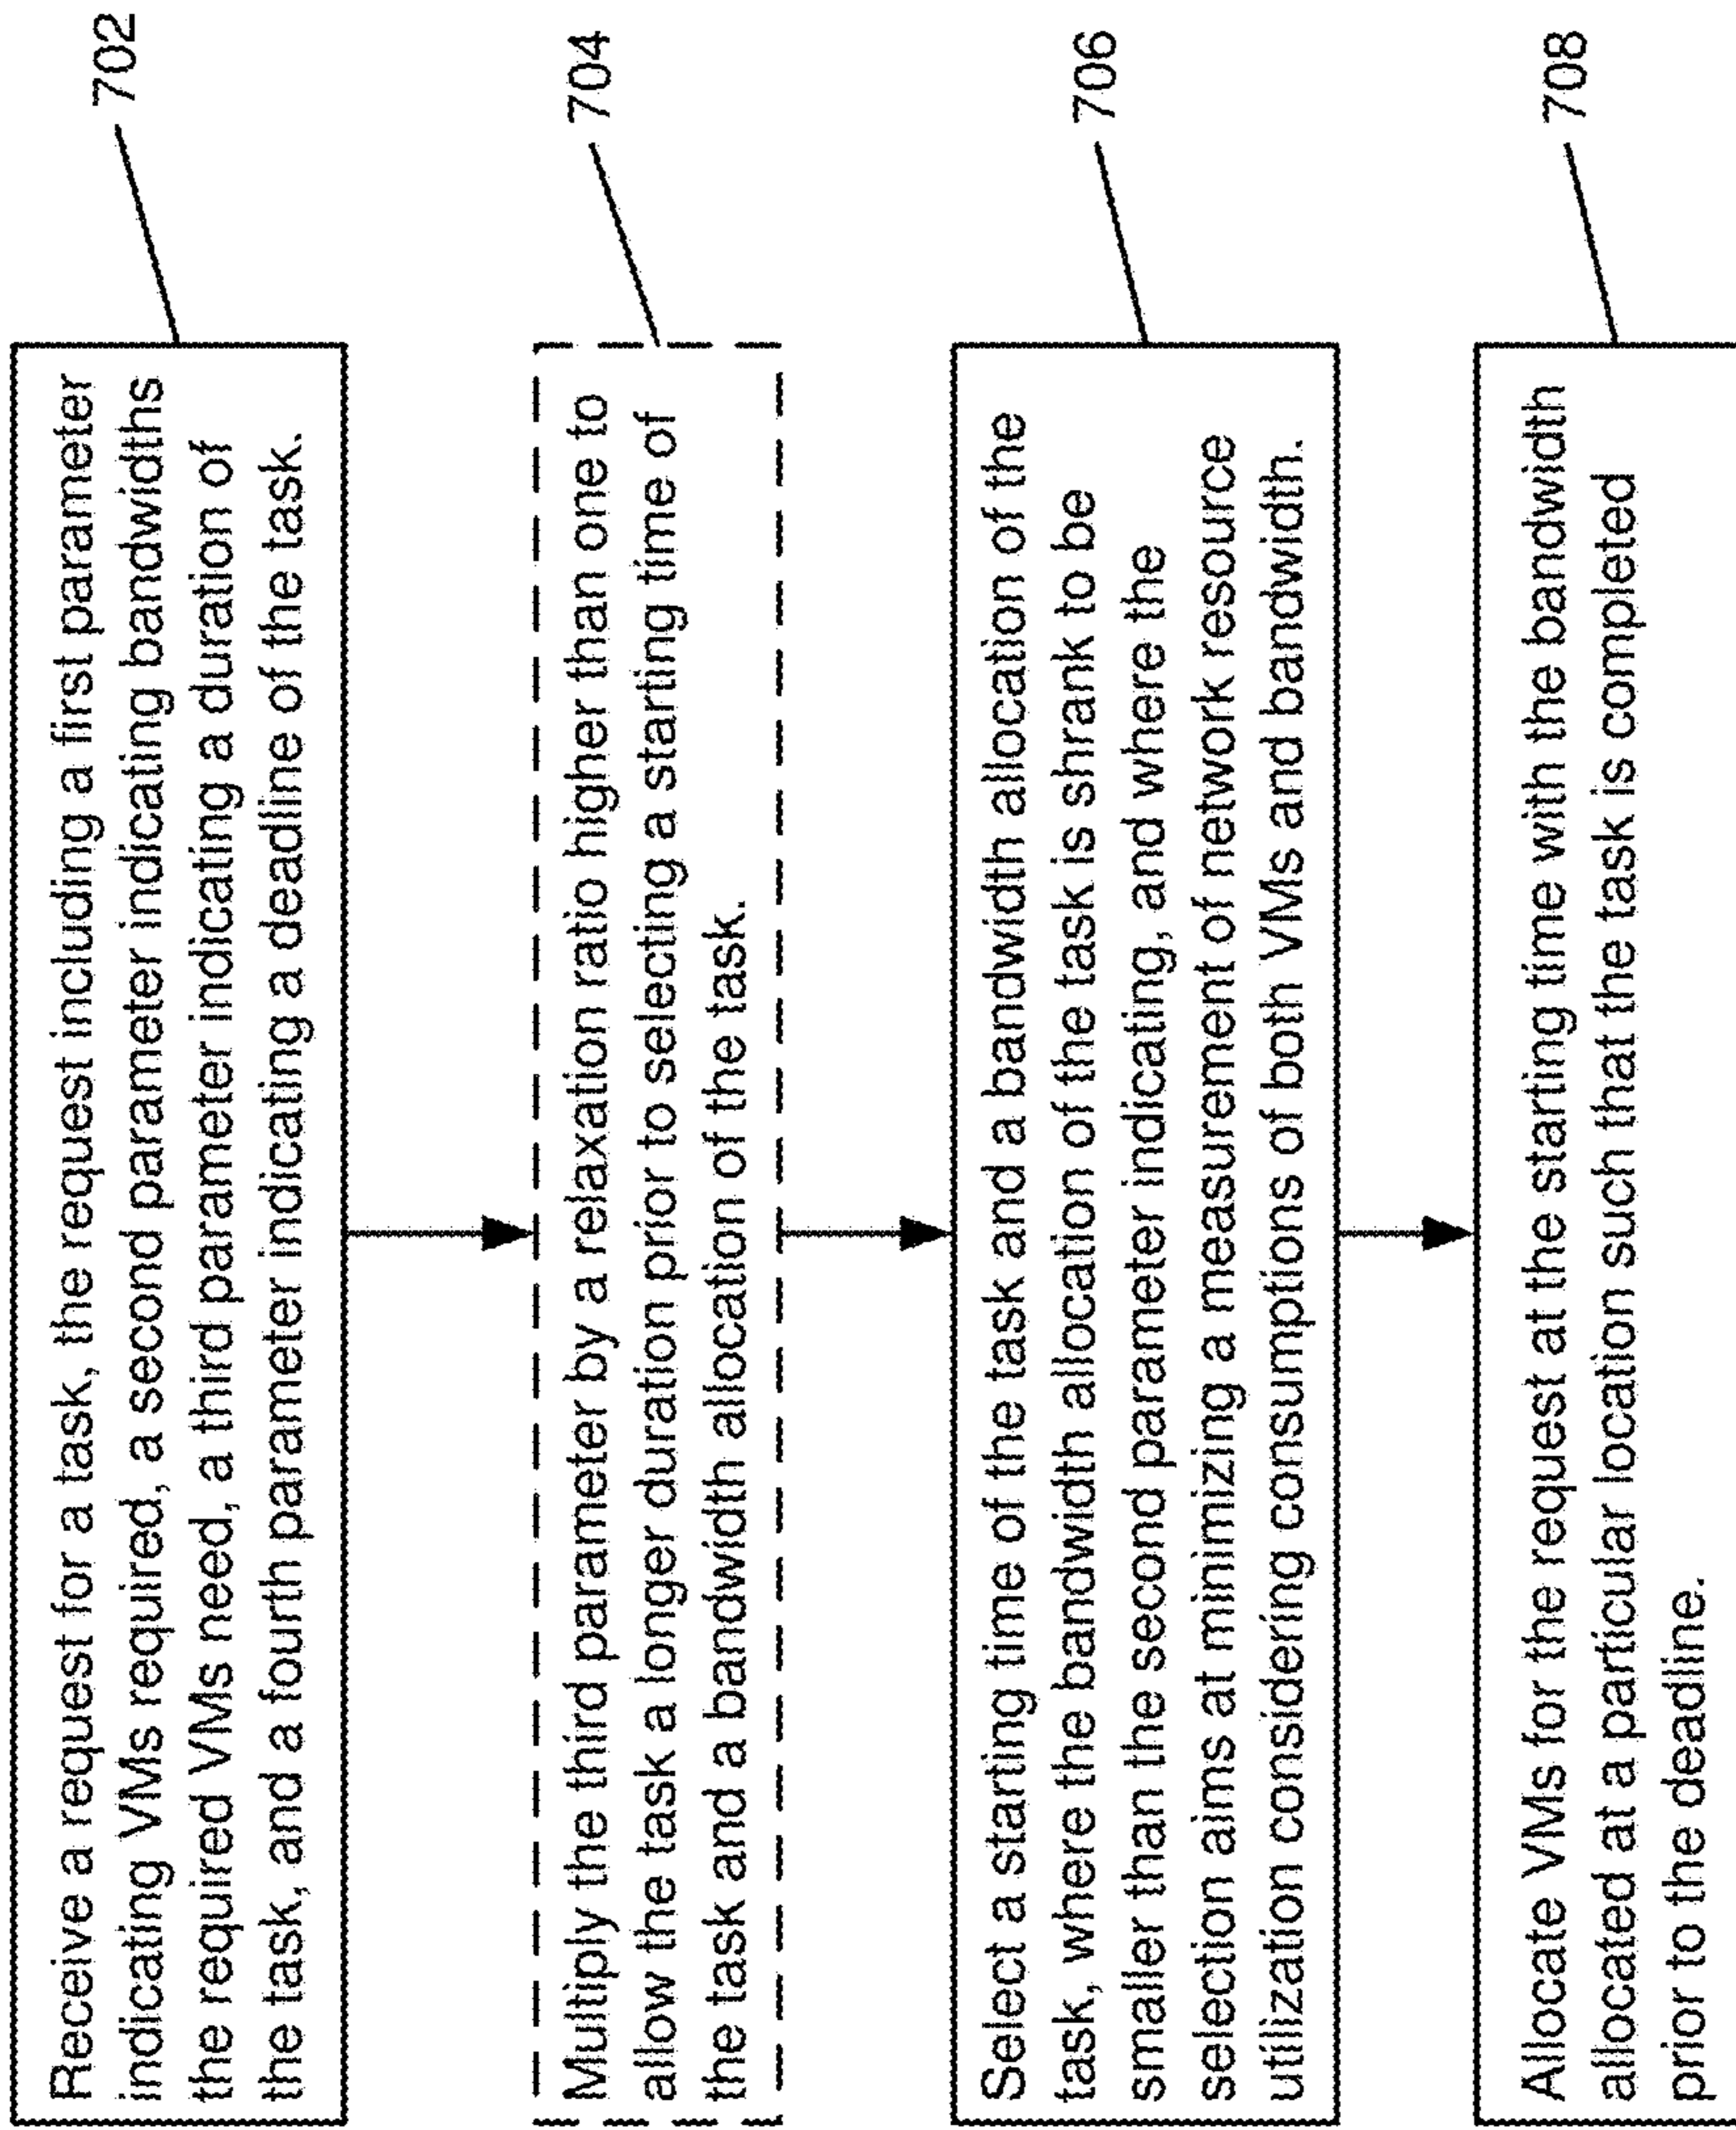 Receive a request for a task, the request including a first parameter
indicating VMs required, a second parameter indicating bandwidths
the required VMs need, a third parameter indicating a duration of
the task, and a fourth parameter indicating a deadline of the task.
702
Multiply the third parameter by a relaxation ratio higher than one to
allow the task a longer duration prior to selecting a starting time of
the task and a bandwidth allocation of the task.
704
Select a starting time of the task and a bandwidth allocation of the
task, where the bandwidth allocation of the task is shrank to be
smaller than the second parameter indicating, and where the
selection aims at minimizing a measurement of network resource
utilization considering consumptions of both VMs and bandwidth.
706
Allocate VMs for the request at the starting time with the bandwidth
allocated at a particular location such that the task is completed
prior to the deadline.
708